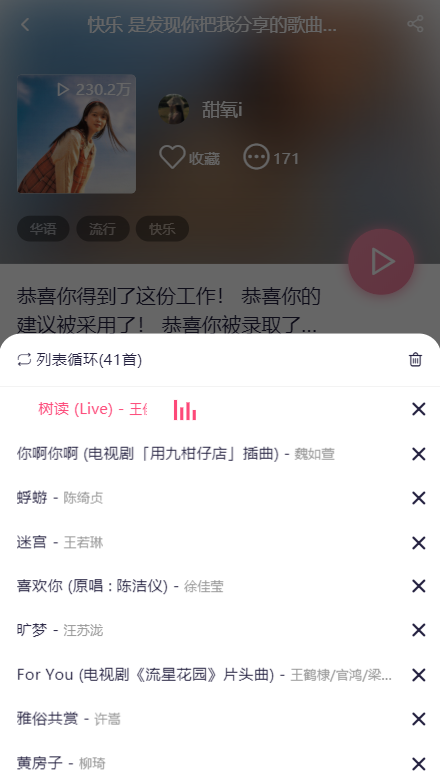 快乐 是发现你把我分享的歌曲...
230.2万
甜氧i
收藏
171
华语 流行 快乐
恭喜你得到了这份工作！ 恭喜你的
建议被采用了！ 恭喜你被录取了...
列表循环(41首)
树读 (Live) - 王
你啊你啊 (电视剧「用九柑仔店」插曲) - 魏如萱
蜉蝣 - 陈绮贞
迷宫 - 王若琳
喜欢你 (原唱 : 陈洁仪) - 徐佳莹
旷梦 - 汪苏泷
For You (电视剧《流星花园》片头曲) - 王鹤棣/官鸿/梁...
雅俗共赏 - 许嵩
黄房子 - 柳琦